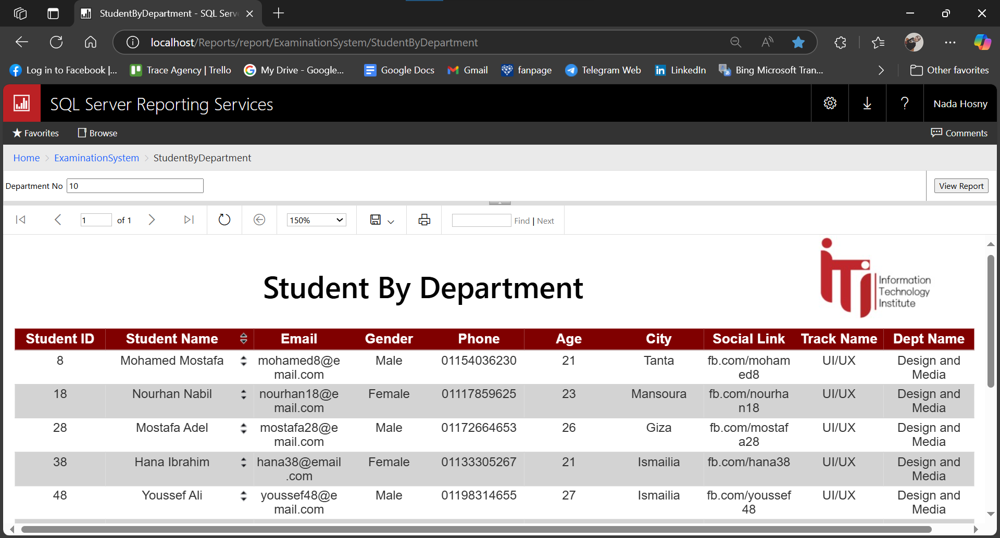 StudentByDepartment - SQL Serv
localhost/Reports/report/ExaminationSystem/StudentByDepartment
Log in to Facebook |... Trace Agency | Trello My Drive - Google... Google Docs Gmail fanpage Telegram Web LinkedIn Bing Microsoft Tran... Other favorites
SQL Server Reporting Services ? Nada Hosny
Favorites Browse Comments
Home > ExaminationSystem > StudentByDepartment
Department No 10 View Report
1 of 1 150% Find | Next
Student By Department
Information
Technology
Institute
iTi
Student ID Student Name Email Gender Phone Age City Social Link Track Name Dept Name
8 Mohamed Mostafa mohamed8@e Male 01154036230 21 Tanta fb.com/moham UI/UX Design and
mail.com ed8 Media
18 Nourhan Nabil nourhan18@e Female 01117859625 23 Mansoura fb.com/nourha UI/UX Design and
mail.com n18 Media
28 Mostafa Adel mostafa28@e Male 01172664653 26 Giza fb.com/mostaf UI/UX Design and
mail.com a28 Media
38 Hana Ibrahim hana38@email Female 01133305267 21 Ismailia fb.com/hana38 UI/UX Design and
.com Media
48 Youssef Ali youssef48@e Male 01198314655 27 Ismailia fb.com/youssef UI/UX Design and
mail.com 48 Media